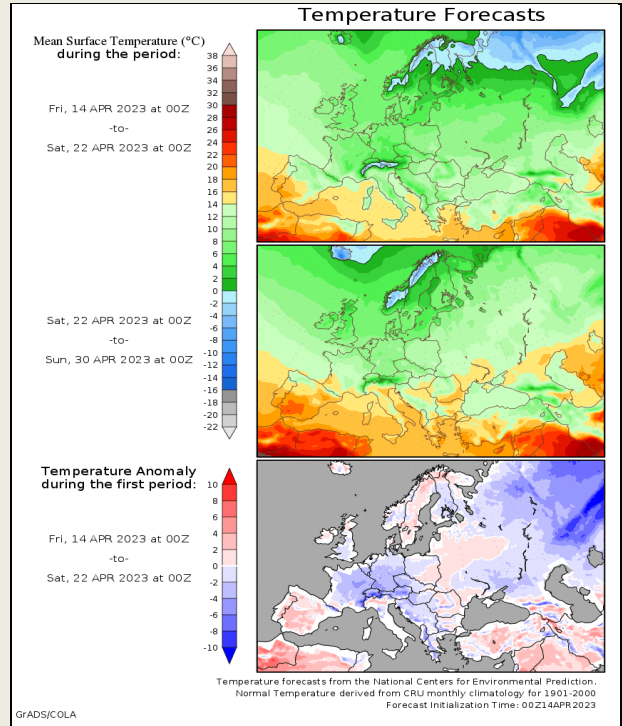 Temperature Forecasts
Mean Surface Temperature (°C)
during the period:
Fri, 14 APR 2023 at 00Z
-to-
Sat, 22 APR 2023 at 00Z
38
36
34
32
30
28
26
24
22
20
18
16
14
12
10
8
6
4
2
0
-2
-4
-6
-8
-10
-12
-14
-16
-18
-20
-22
Sat, 22 APR 2023 at 00Z
-to-
Sun, 30 APR 2023 at 00Z
Temperature Anomaly
during the first period:
Fri, 14 APR 2023 at 00Z
-to-
Sat, 22 APR 2023 at 00Z
10
8
6
4
2
0
-2
-4
-6
-8
-10
Temperature forecasts from the National Centers for Environmental Prediction.
Normal Temperature derived from CRU monthly climatology for 1901-2000
Forecast Initialization Time: 00Z14APR2023
GrADS/COLA